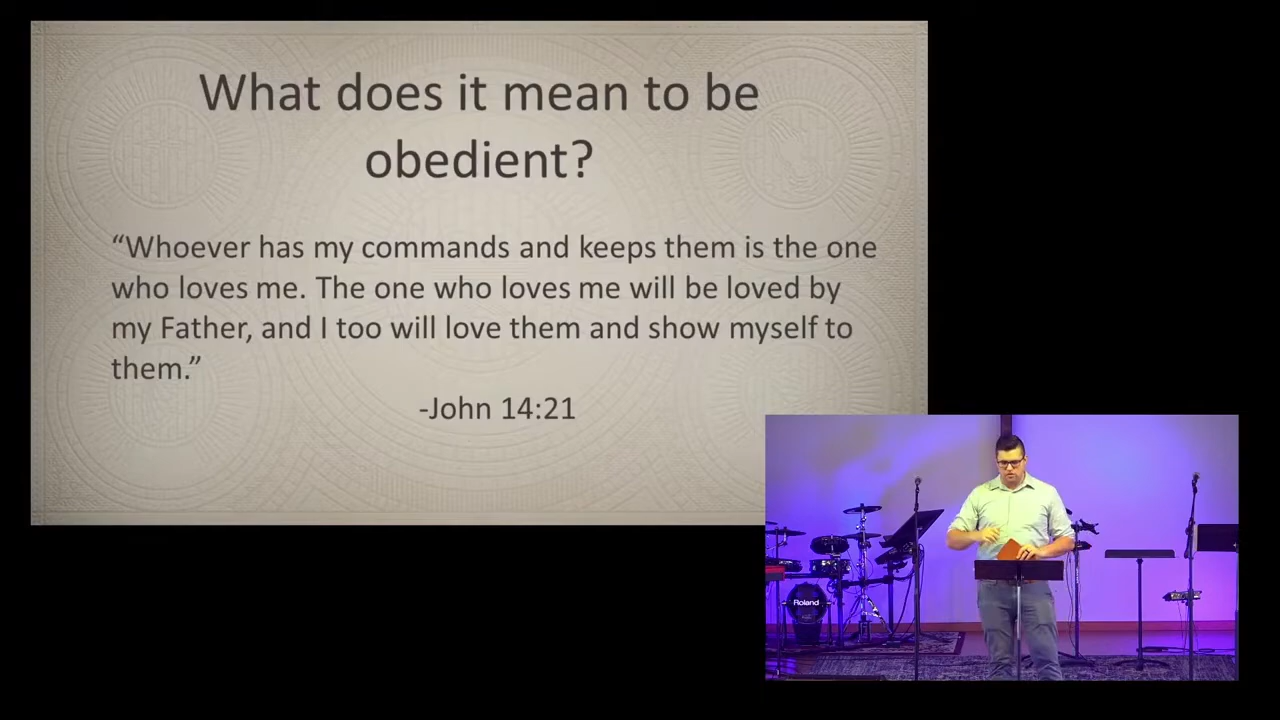 What does it mean to be
obedient?
“Whoever has my commands and keeps them is the one
who loves me. The one who loves me will be loved by
my Father, and I too will love them and show myself to
them.”
-John 14:21
Roland